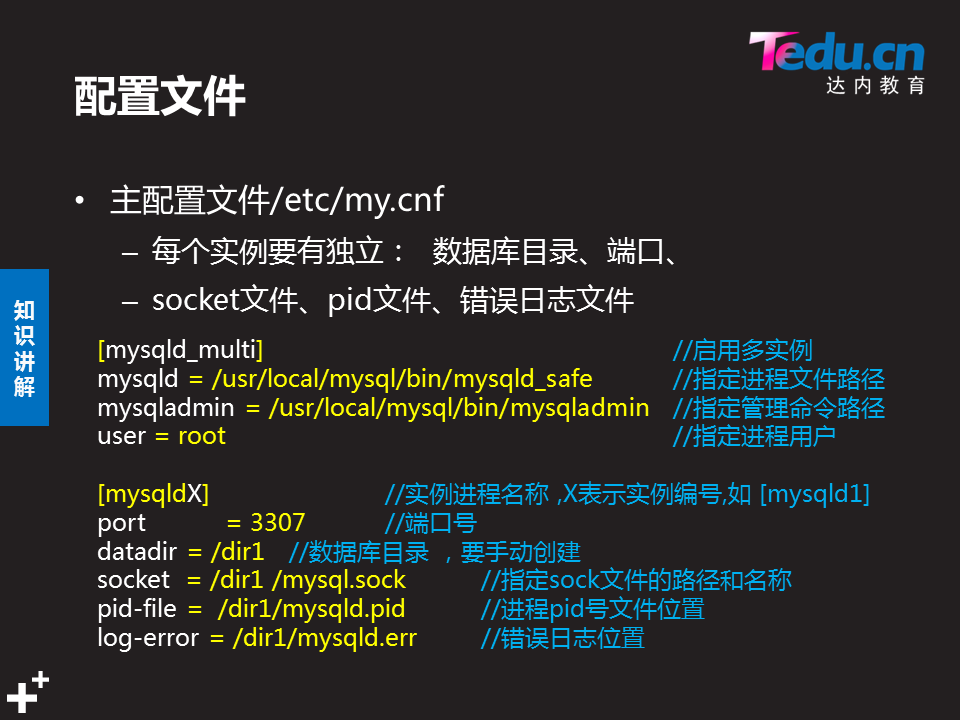 Tedu.cn
达内教育
配置文件
• 主配置文件/etc/my.cnf
– 每个实例要有独立： 数据库目录、端口、
– socket文件、pid文件、错误日志文件
知识讲解
[mysqld_multi] //启用多实例
mysqld = /usr/local/mysql/bin/mysqld_safe //指定进程文件路径
mysqladmin = /usr/local/mysql/bin/mysqladmin //指定管理命令路径
user = root //指定进程用户
[mysqldX] //实例进程名称 ,X表示实例编号,如 [mysqld1]
port = 3307 //端口号
datadir = /dir1 //数据库目录 ，要手动创建
socket = /dir1 /mysql.sock //指定sock文件的路径和名称
pid-file = /dir1/mysqld.pid //进程pid号文件位置
log-error = /dir1/mysqld.err //错误日志位置